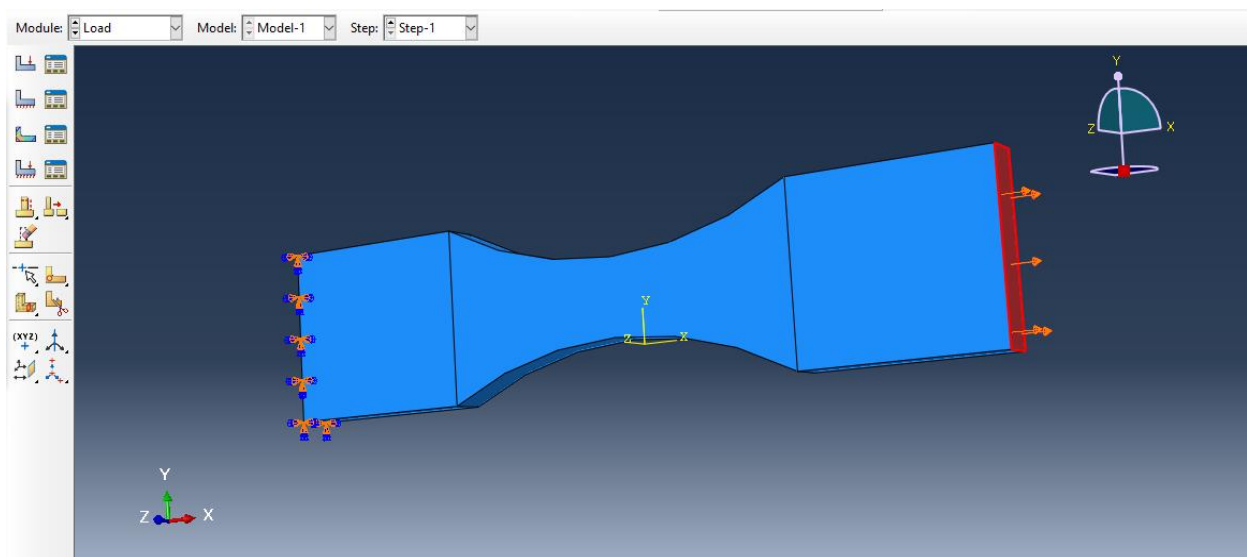 Module: Load Model: Model-1 Step: Step-1
Y
Z X
Y
Z X
(XYZ)
Y
Z X